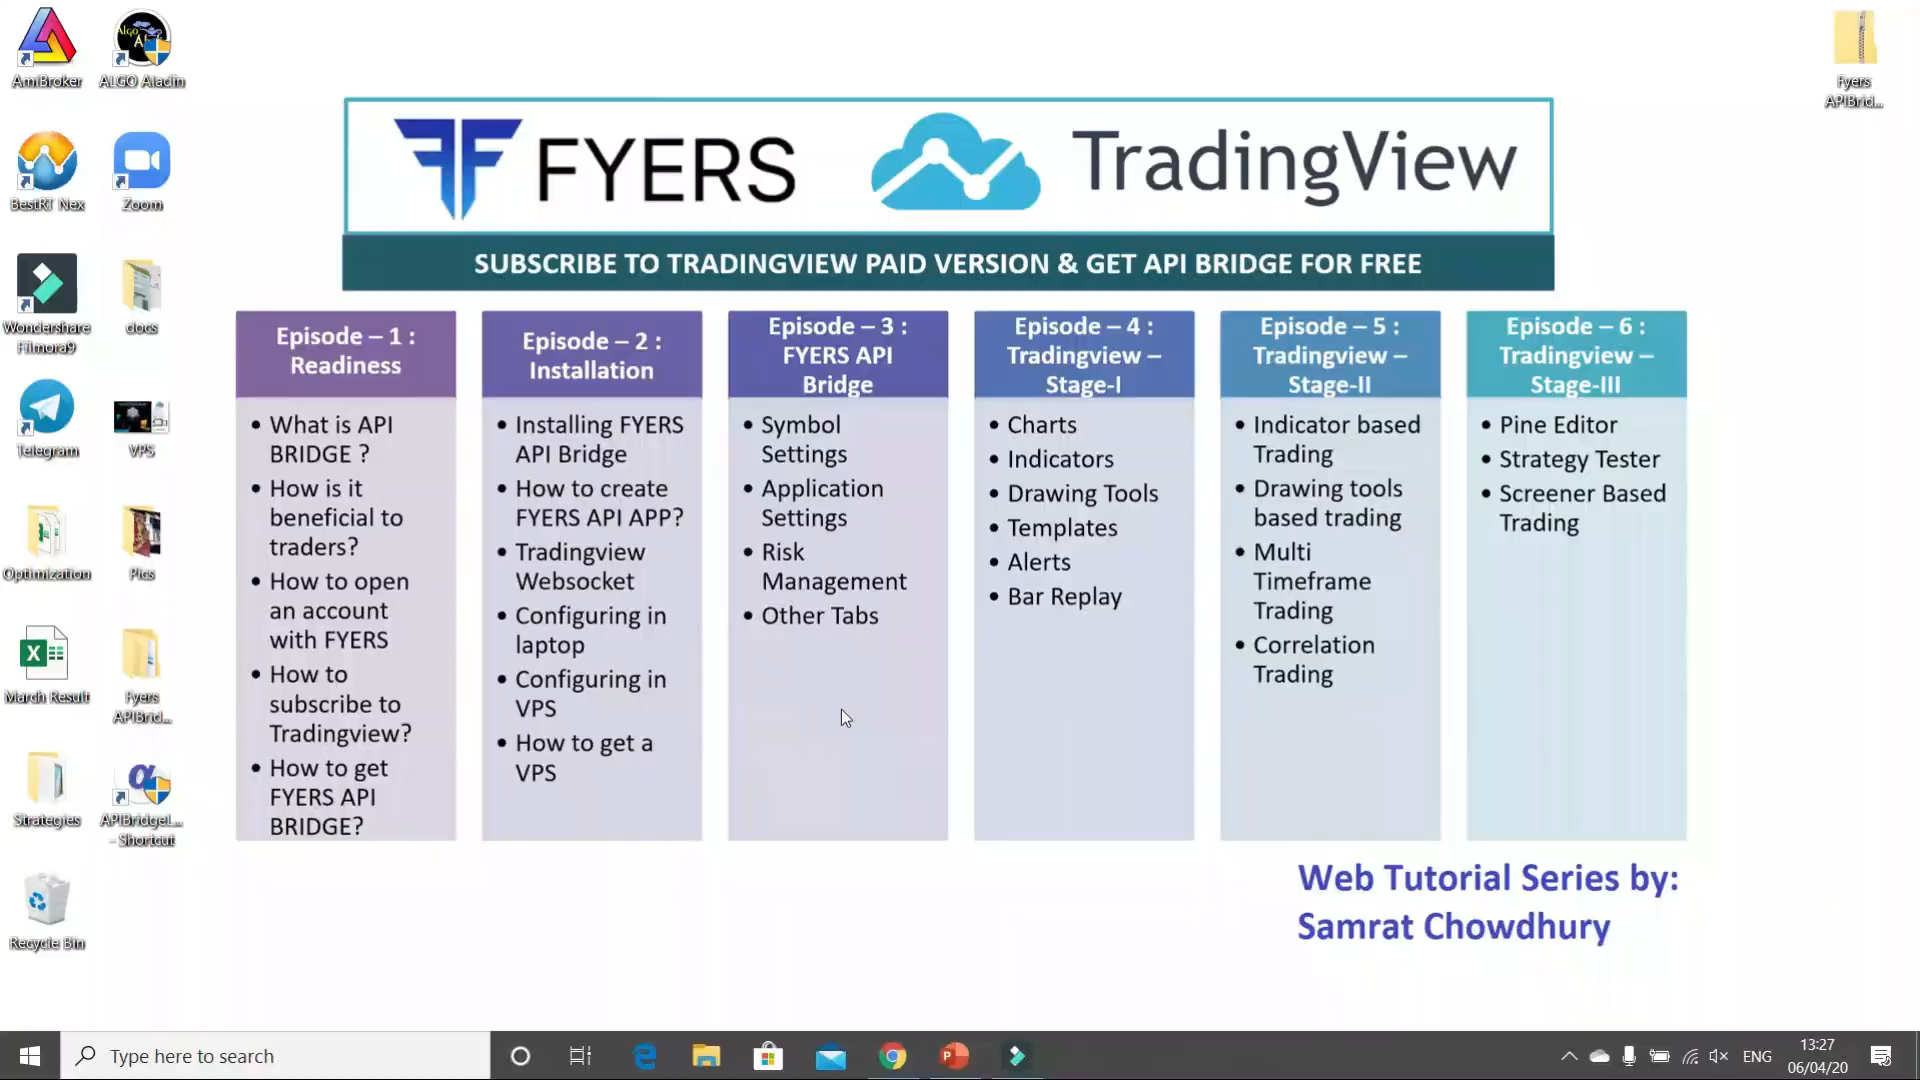 AmiBroker
ALGO Aladin
Fyers
APIBrid...
FYERS
TradingView
BestRT Nex
Zoom
SUBSCRIBE TO TRADINGVIEW PAID VERSION & GET API BRIDGE FOR FREE
Wondershare
Filmora9
docs
Telegram
VPS
Optimization
Pics
March Result
Fyers
APIBrid...
Strategies
APIBridgeI...
- Shortcut
Recycle Bin
Episode – 1 :
Readiness
• What is API
BRIDGE ?
• How is it
beneficial to
traders?
• How to open
an account
with FYERS
• How to
subscribe to
Tradingview?
• How to get
FYERS API
BRIDGE?
Episode – 2 :
Installation
• Installing FYERS
API Bridge
• How to create
FYERS API APP?
• Tradingview
Websocket
• Configuring in
laptop
• Configuring in
VPS
• How to get a
VPS
Episode – 3 :
FYERS API
Bridge
• Symbol
Settings
• Application
Settings
• Risk
Management
• Other Tabs
Episode – 4 :
Tradingview –
Stage-I
• Charts
• Indicators
• Drawing Tools
• Templates
• Alerts
• Bar Replay
Episode – 5 :
Tradingview –
Stage-II
• Indicator based
Trading
• Drawing tools
based trading
• Multi
Timeframe
Trading
• Correlation
Trading
Episode – 6 :
Tradingview –
Stage-III
• Pine Editor
• Strategy Tester
• Screener Based
Trading
Web Tutorial Series by:
Samrat Chowdhury
Type here to search
ENG
13:27
06/04/20